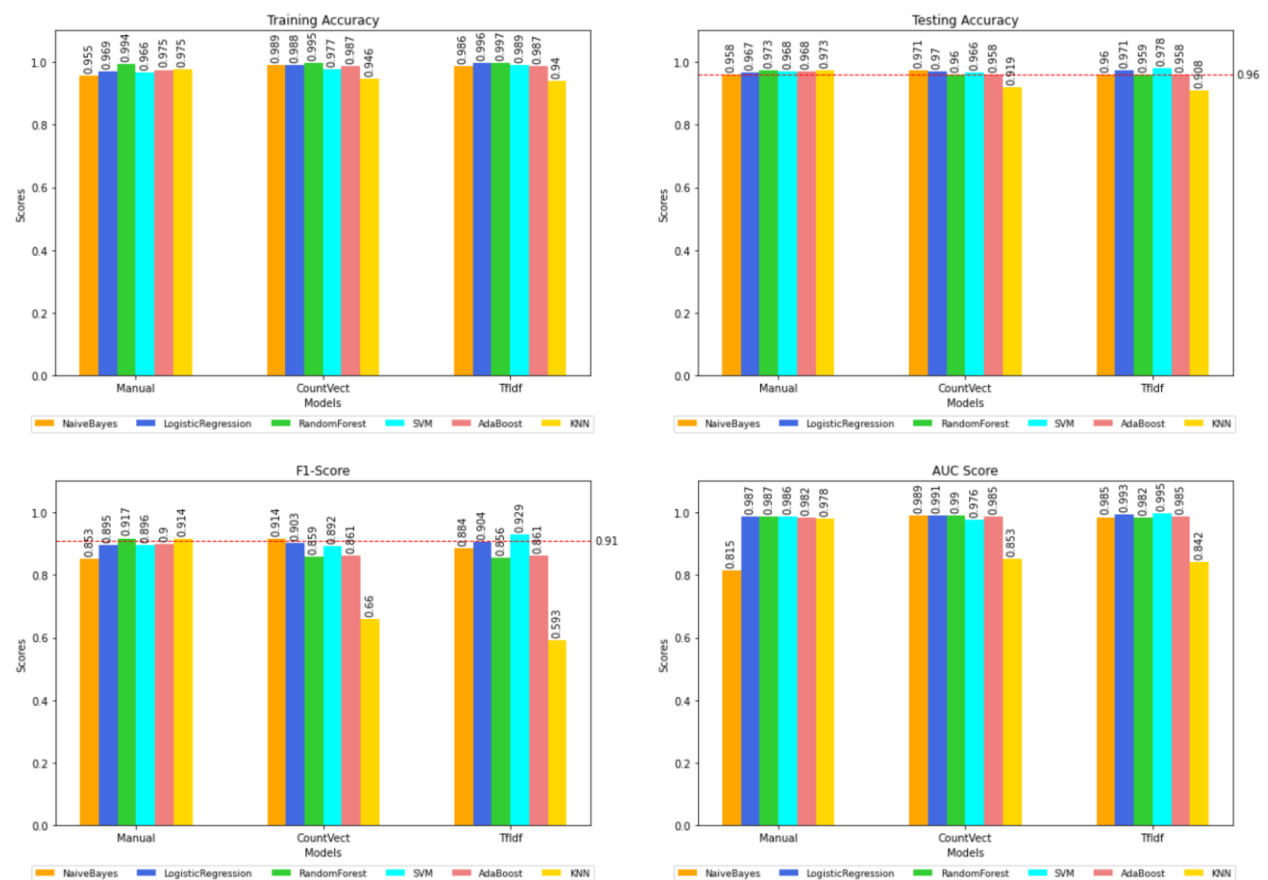 Training Accuracy
0.955 0.969 0.994 0.966 0.975 0.975
0.989 0.988 0.995 0.977 0.987 0.946
0.986 0.996 0.997 0.989 0.987 0.94
1.0
0.8
0.6
0.4
0.2
0.0
Scores
Manual CountVect TfIdf
Models
NaiveBayes LogisticRegression RandomForest SVM AdaBoost KNN
Testing Accuracy
0.958 0.967 0.973 0.968 0.968 0.973
0.971 0.97 0.96 0.966 0.958 0.919
0.96 0.971 0.959 0.978 0.958 0.908
0.96
1.0
0.8
0.6
0.4
0.2
0.0
Scores
Manual CountVect TfIdf
Models
NaiveBayes LogisticRegression RandomForest SVM AdaBoost KNN
F1-Score
0.853 0.895 0.917 0.896 0.9 0.914
0.914 0.903 0.859 0.892 0.861 0.66
0.884 0.904 0.856 0.929 0.861 0.593
0.91
1.0
0.8
0.6
0.4
0.2
0.0
Scores
Manual CountVect TfIdf
Models
NaiveBayes LogisticRegression RandomForest SVM AdaBoost KNN
AUC Score
0.815 0.987 0.987 0.986 0.982 0.978
0.989 0.991 0.99 0.976 0.985 0.853
0.985 0.993 0.982 0.995 0.985 0.842
1.0
0.8
0.6
0.4
0.2
0.0
Scores
Manual CountVect TfIdf
Models
NaiveBayes LogisticRegression RandomForest SVM AdaBoost KNN